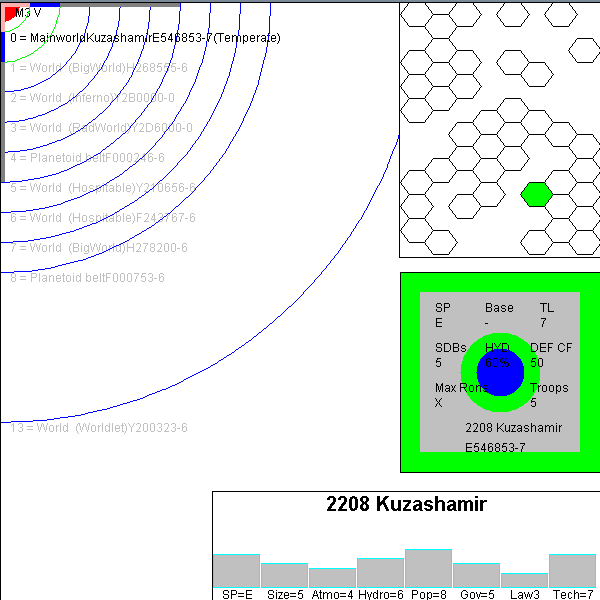 M3 V
0 = MainworldKuzashamirE546853-7(Temperate)
1 = World  (BigWorld)H268555-6
2 = World  (Inferno)Y2B0000-0
3 = World  (RadWorld)Y2D6000-0
4 = Planetoid beltF000246-6
5 = World  (Hospitable)Y210656-6
6 = World  (Hospitable)F243767-6
7 = World  (BigWorld)H278200-6
8 = Planetoid beltF000753-6
13 = World  (Worldlet)Y200323-6
SP Base TL
E - 7
SDBs HYD DEF CF
5 60% 50
Max Troops
X 5
2208 Kuzashamir
E546853-7
2208 Kuzashamir
SP=E Size=5 Atmo=4 Hydro=6 Pop=8 Gov=5 Law3 Tech=7